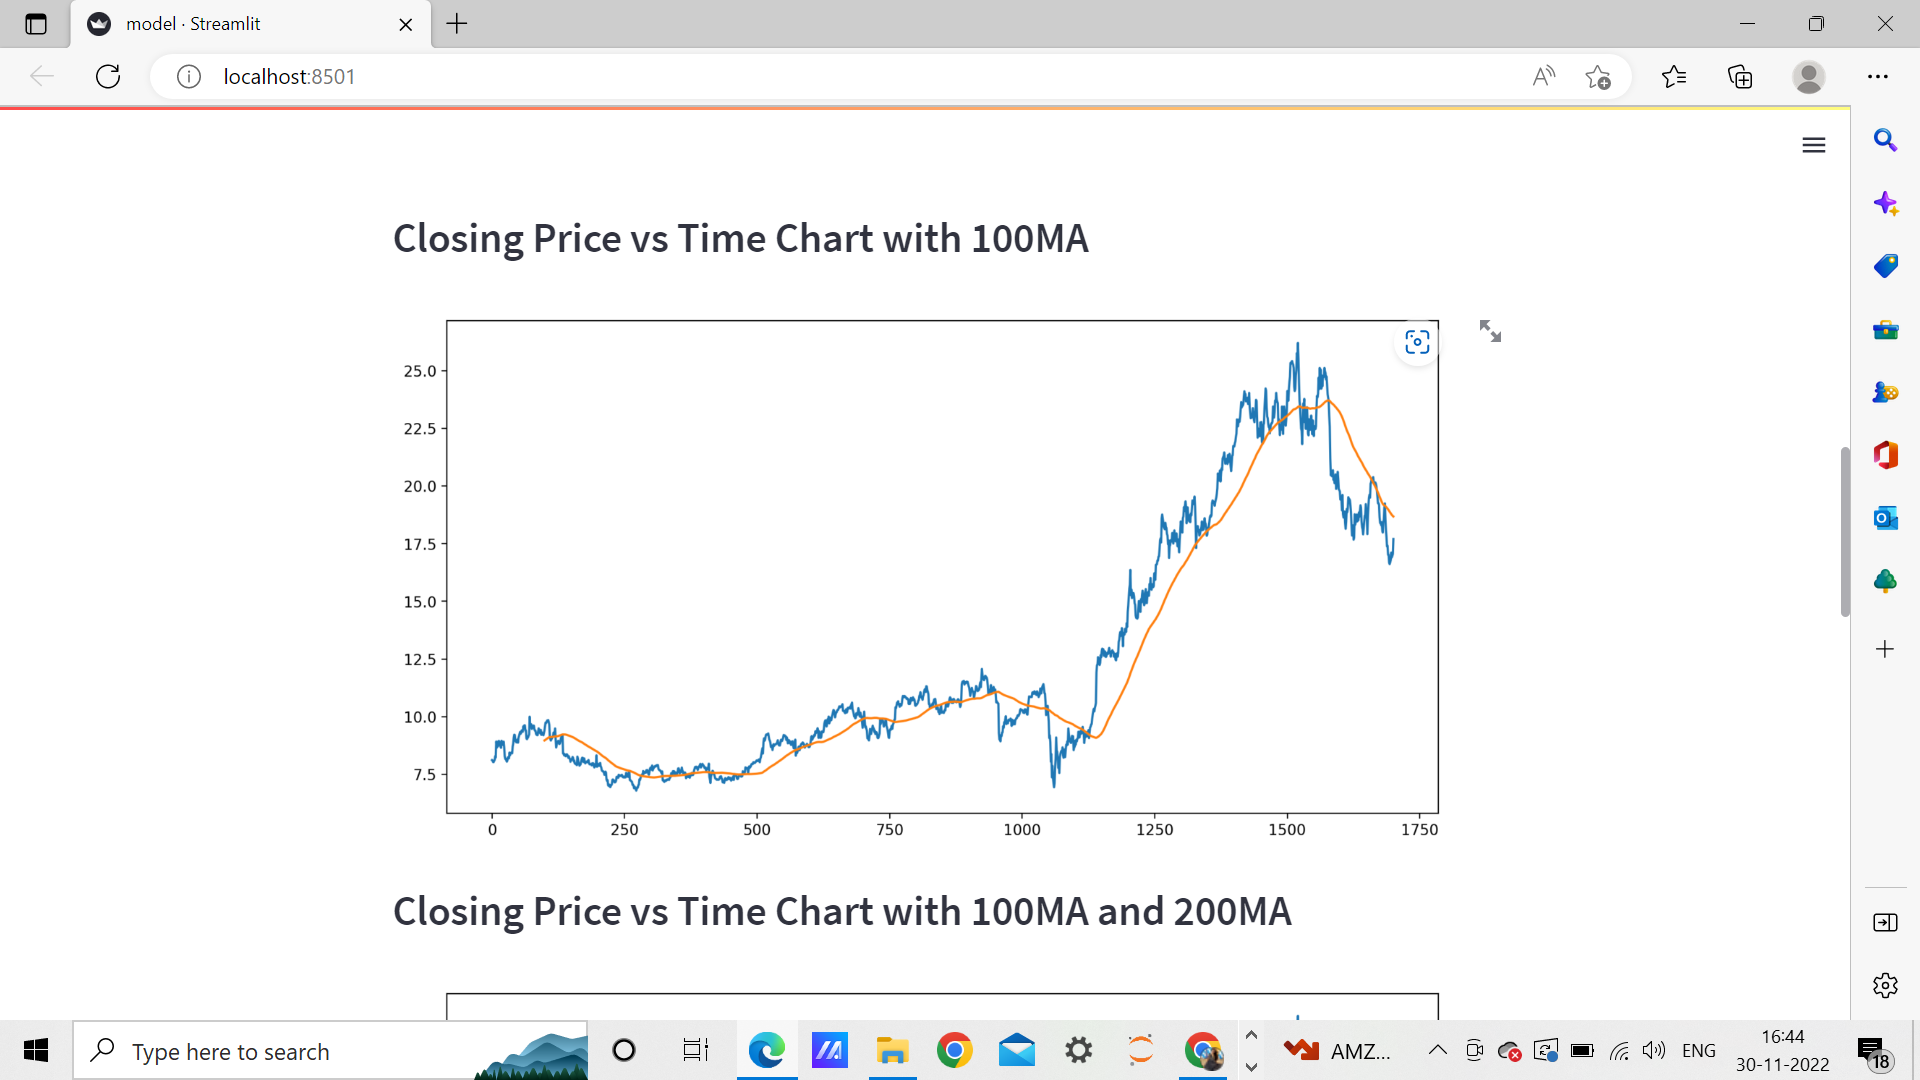 model · Streamlit
localhost:8501
Closing Price vs Time Chart with 100MA
25.0
22.5
20.0
17.5
15.0
12.5
10.0
7.5
0 250 500 750 1000 1250 1500 1750
Closing Price vs Time Chart with 100MA and 200MA
Type here to search
AMZ...
ENG
16:44
30-11-2022
18